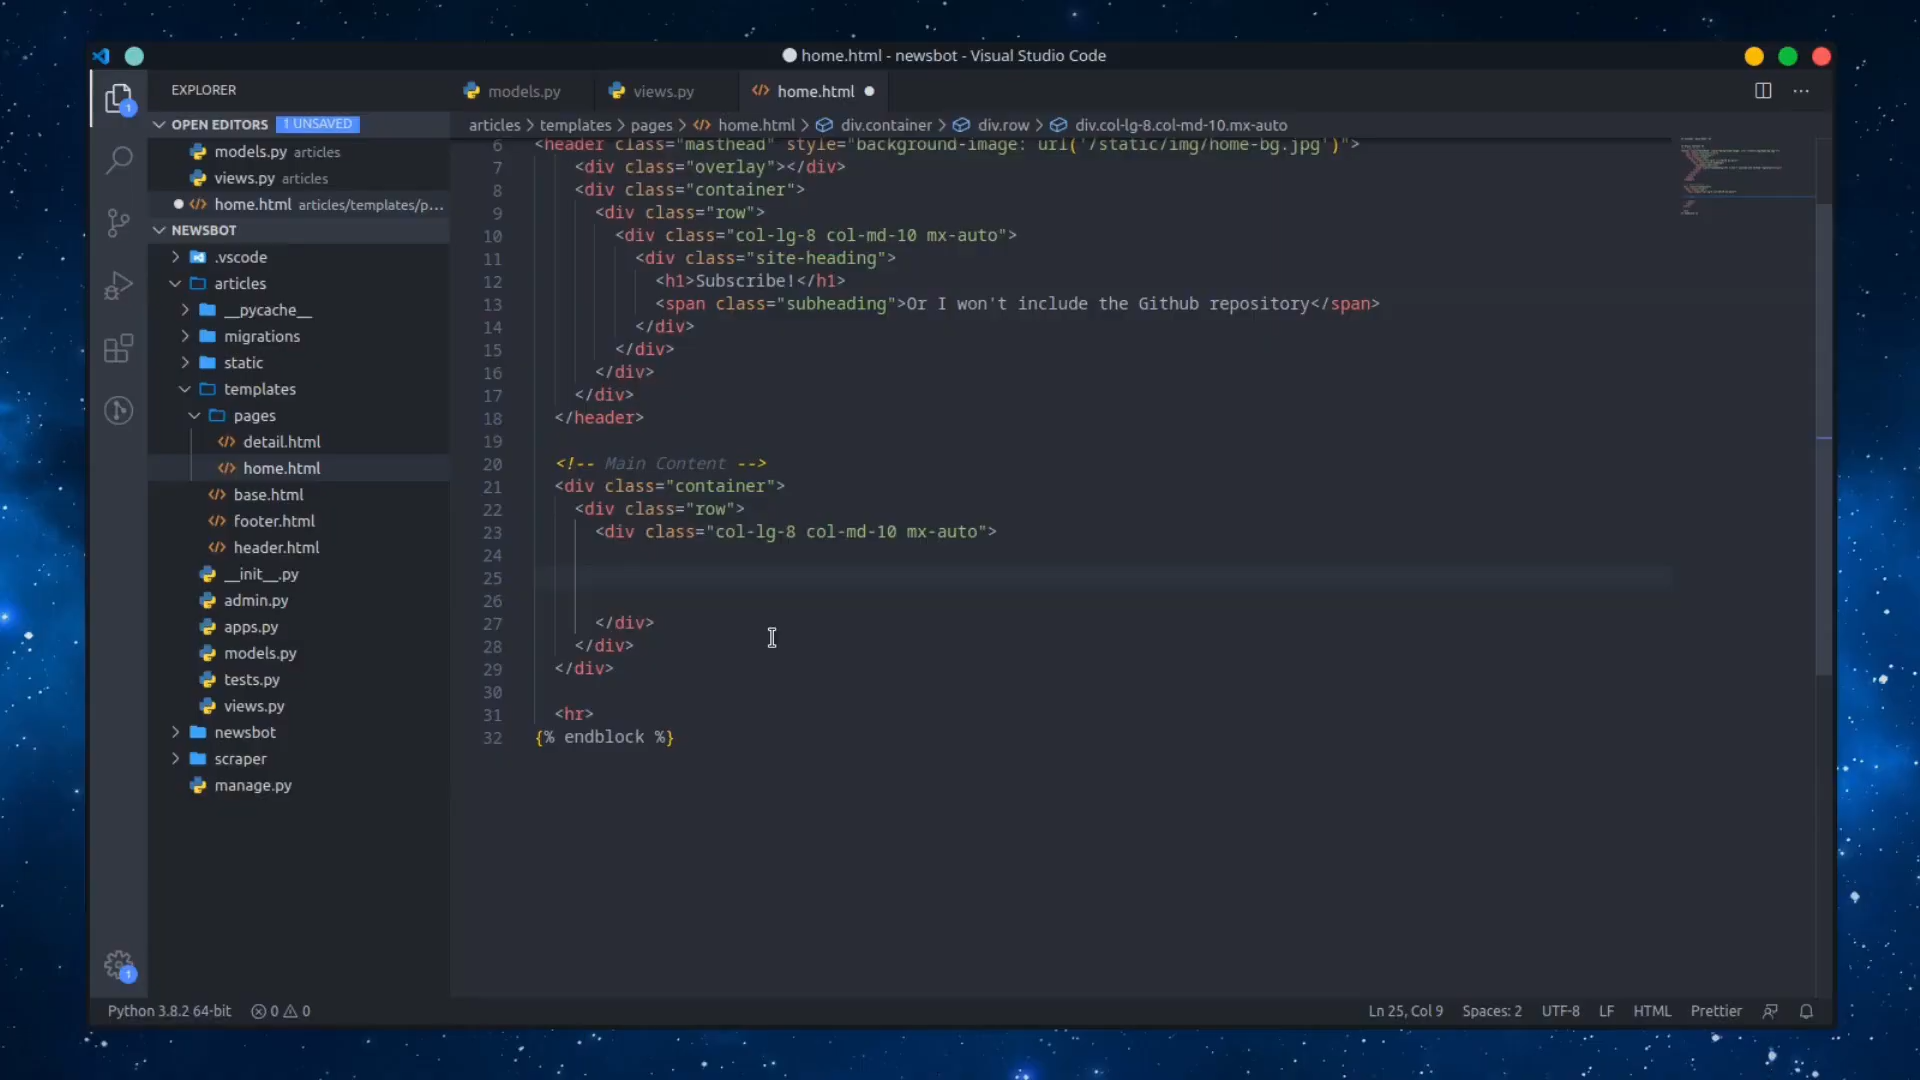 home.html - newsbot - Visual Studio Code
EXPLORER
OPEN EDITORS 1 UNSAVED
models.py articles
views.py articles
home.html articles/templates/p...
NEWSBOT
.vscode
articles
__pycache__
migrations
static
templates
pages
detail.html
home.html
base.html
footer.html
header.html
__init__.py
admin.py
apps.py
models.py
tests.py
views.py
newsbot
scraper
manage.py
models.py
views.py
home.html
articles > templates > pages > home.html > div.container > div.row > div.col-lg-8.col-md-10.mx-auto
6 <header class="masthead" style="background-image: url('/static/img/home-bg.jpg')">
7 <div class="overlay"></div>
8 <div class="container">
9 <div class="row">
10 <div class="col-lg-8 col-md-10 mx-auto">
11 <div class="site-heading">
12 <h1>Subscribe!</h1>
13 <span class="subheading">Or I won't include the Github repository</span>
14 </div>
15 </div>
16 </div>
17 </div>
18 </header>
19
20 <!-- Main Content -->
21 <div class="container">
22 <div class="row">
23 <div class="col-lg-8 col-md-10 mx-auto">
24
25
26
27 </div>
28 </div>
29 </div>
30
31 <hr>
32 {% endblock %}
1
1
Python 3.8.2 64-bit 0 0 Ln 25, Col 9 Spaces: 2 UTF-8 LF HTML Prettier